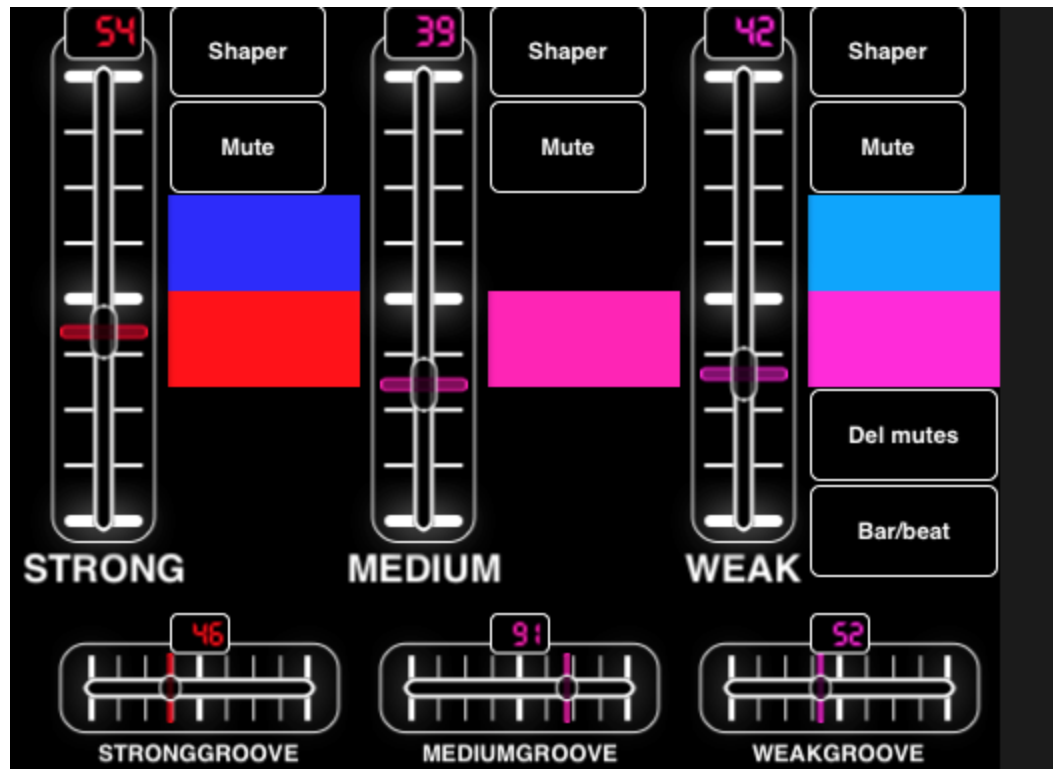 54
39
42
Shaper
Shaper
Shaper
Mute
Mute
Mute
Del mutes
Bar/beat
STRONG
MEDIUM
WEAK
46
91
52
STRONGGROOVE
MEDIUMGROOVE
WEAKGROOVE